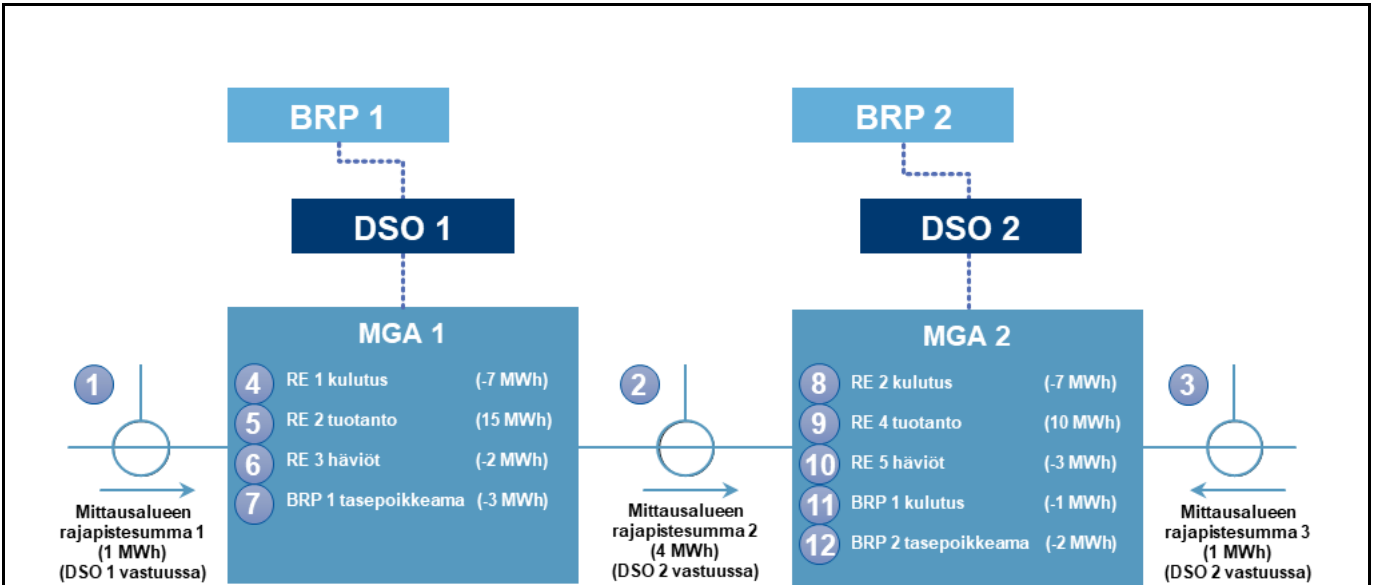 BRP 1
BRP 2
DSO 1
DSO 2
MGA 1
4 RE 1 kulutus (-7 MWh)
5 RE 2 tuotanto (15 MWh)
6 RE 3 häviöt (-2 MWh)
7 BRP 1 tasepoikkeama (-3 MWh)
MGA 2
8 RE 2 kulutus (-7 MWh)
9 RE 4 tuotanto (10 MWh)
10 RE 5 häviöt (-3 MWh)
11 BRP 1 kulutus (-1 MWh)
12 BRP 2 tasepoikkeama (-2 MWh)
1
Mittausalueen
rajapistesumma 1
(1 MWh)
(DSO 1 vastuussa)
2
Mittausalueen
rajapistesumma 2
(4 MWh)
(DSO 2 vastuussa)
3
Mittausalueen
rajapistesumma 3
(1 MWh)
(DSO 2 vastuussa)